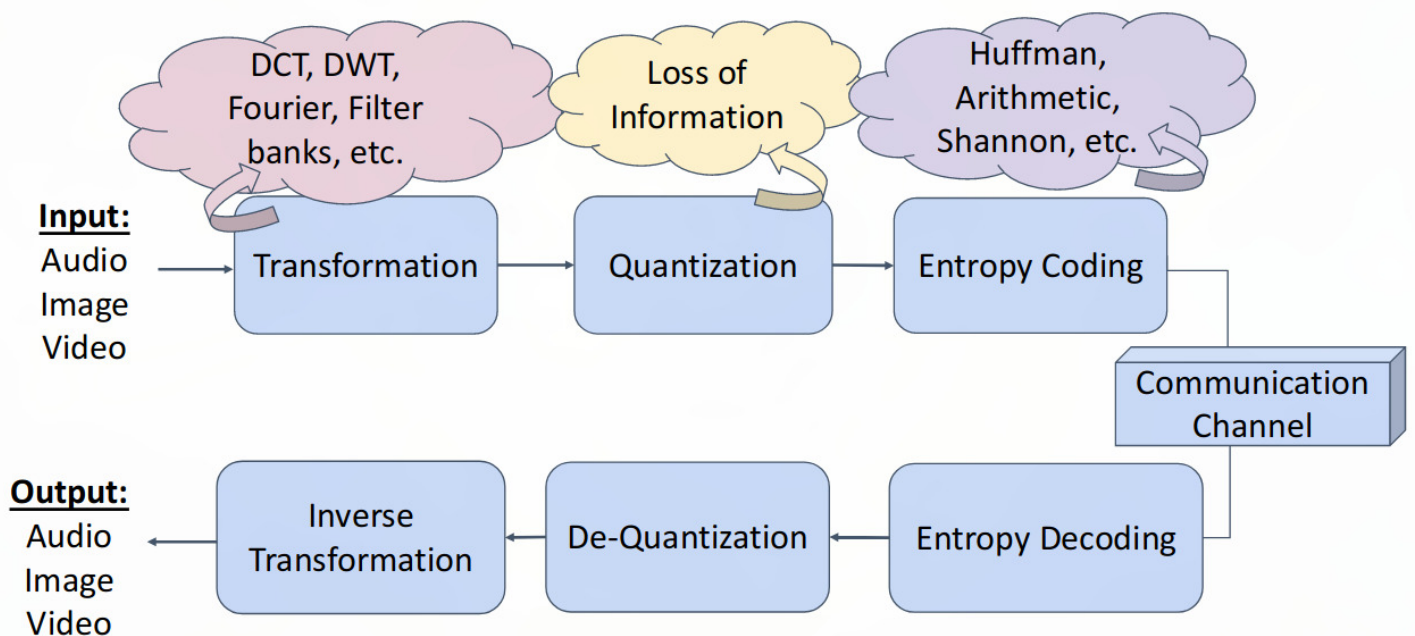 DCT, DWT,
Fourier, Filter
banks, etc.
Loss of
Information
Huffman,
Arithmetic,
Shannon, etc.
Input:
Audio
Image
Video
Transformation
Quantization
Entropy Coding
Communication
Channel
Output:
Audio
Image
Video
Inverse
Transformation
De-Quantization
Entropy Decoding